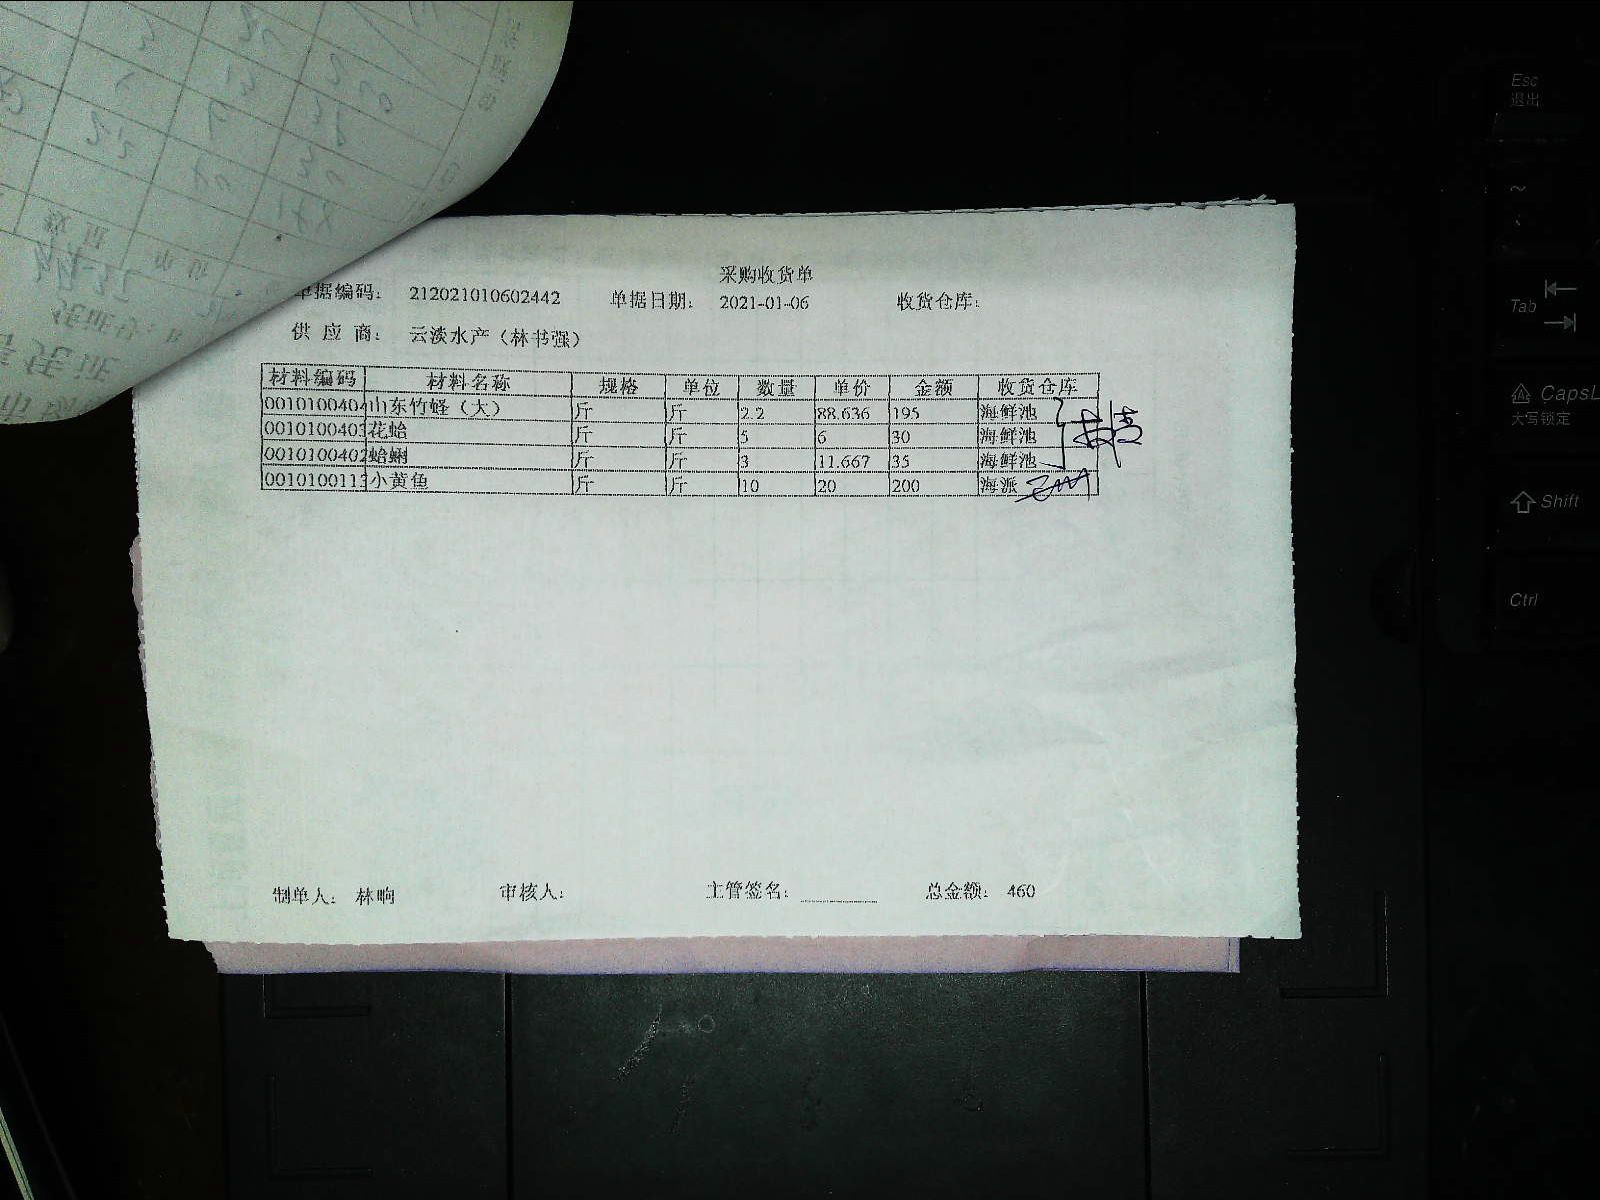 采购收货单
单据编码： 212021010602442 单据日期： 2021-01-06 收货仓库：
供 应 商： 云淡水产（林书强）
材料编码 材料名称 规格 单位 数量 单价 金额 收货仓库
0010100404 山东竹蛏（大） 斤 斤 2.2 88.636 195 海鲜池
0010100403 花蛤 斤 斤 5 6 30 海鲜池
0010100402 蛤蜊 斤 斤 3 11.667 35 海鲜池
0010100113 小黄鱼 斤 斤 10 20 200 海派
制单人： 林晌 审核人： 主管签名： 总金额： 460
Esc
退出
~
Tab
CapsL
大写锁定
Shift
Ctrl